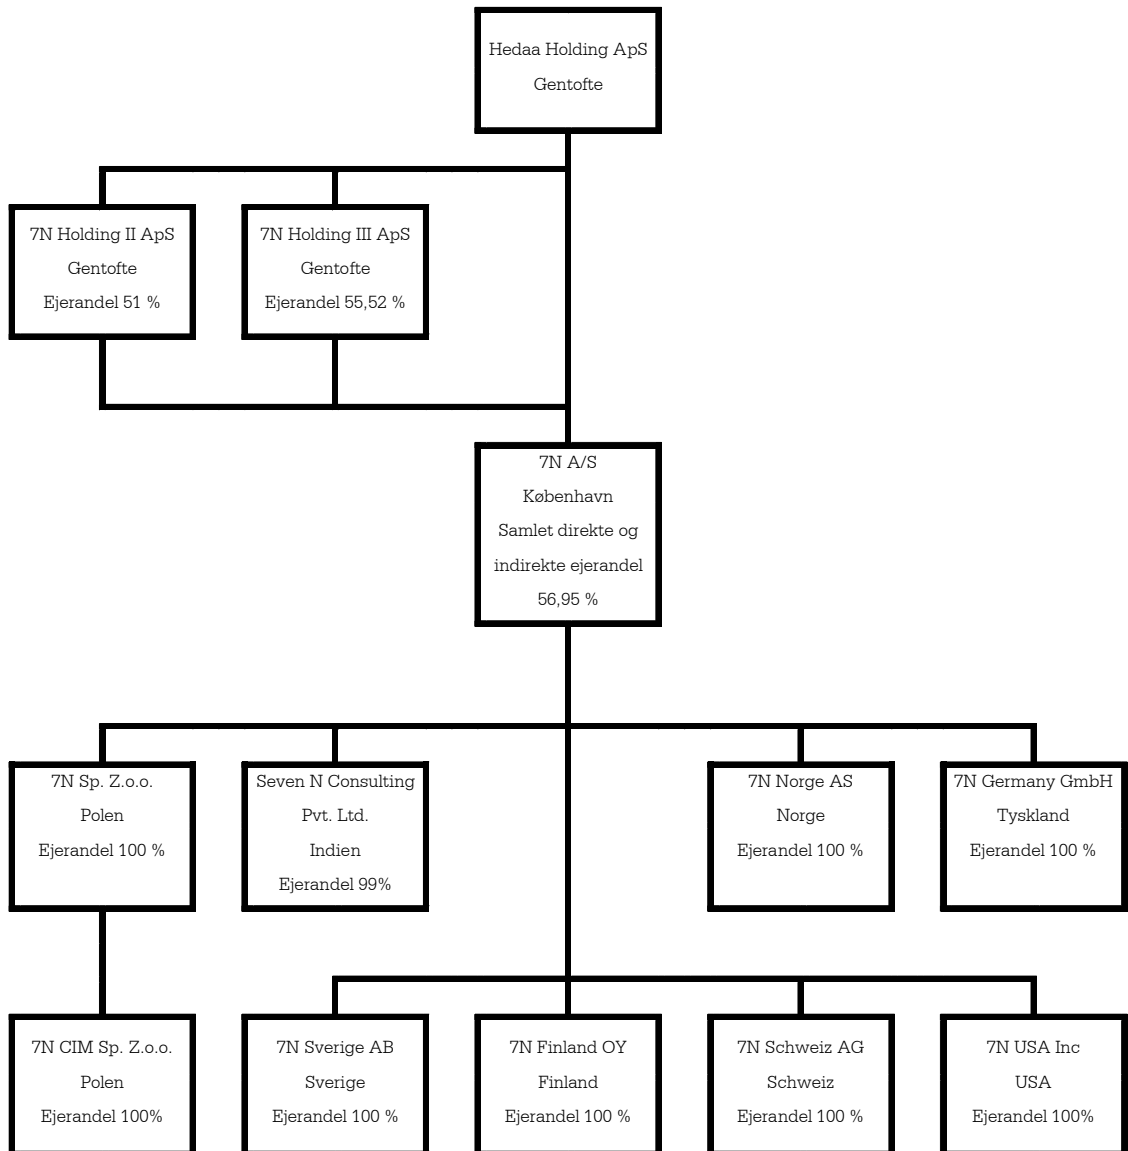 Hedaa Holding ApS
Gentofte
7N Holding II ApS
Gentofte
Ejerandel 51 %
7N Holding III ApS
Gentofte
Ejerandel 55,52 %
7N A/S
København
Samlet direkte og
indirekte ejerandel
56,95 %
7N Sp. Z.o.o.
Polen
Ejerandel 100 %
Seven N Consulting
Pvt. Ltd.
Indien
Ejerandel 99%
7N Norge AS
Norge
Ejerandel 100 %
7N Germany GmbH
Tyskland
Ejerandel 100 %
7N CIM Sp. Z.o.o.
Polen
Ejerandel 100%
7N Sverige AB
Sverige
Ejerandel 100 %
7N Finland OY
Finland
Ejerandel 100 %
7N Schweiz AG
Schweiz
Ejerandel 100 %
7N USA Inc
USA
Ejerandel 100%